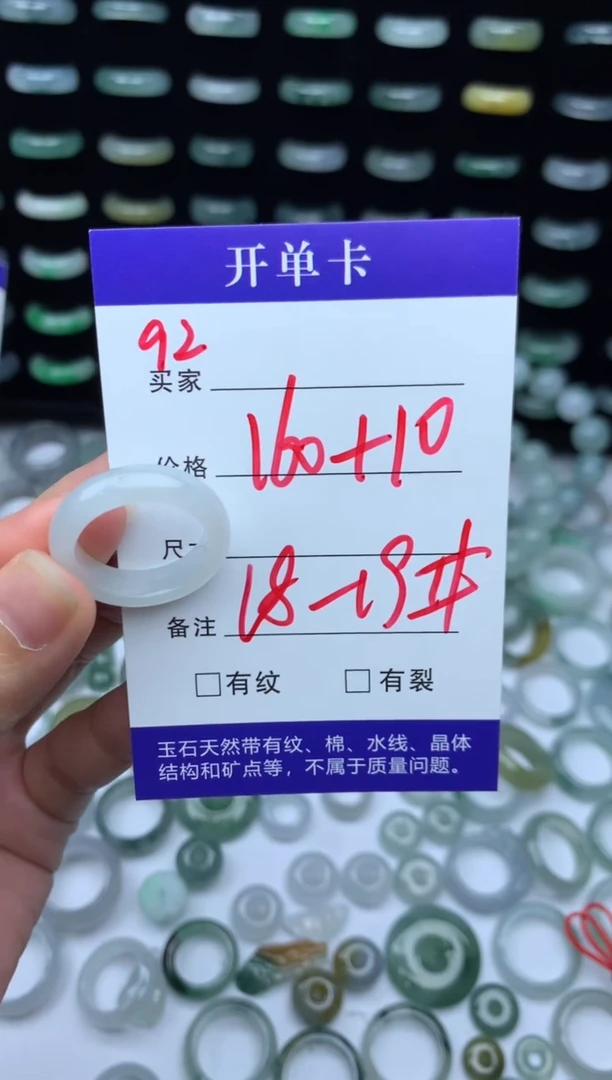 开单卡
92
买家
价格 160+10
尺寸
备注 18-19#
□有纹 □有裂
玉石天然带有纹、棉、水线、晶体
结构和矿点等，不属于质量问题。